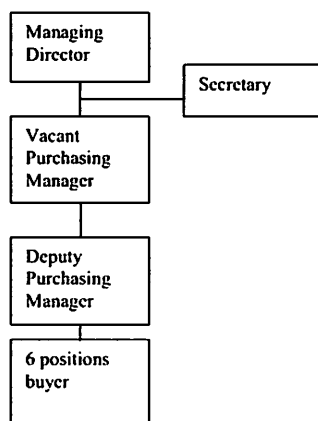 Managing
Director
Secretary
Vacant
Purchasing
Manager
Deputy
Purchasing
Manager
6 positions
buyer